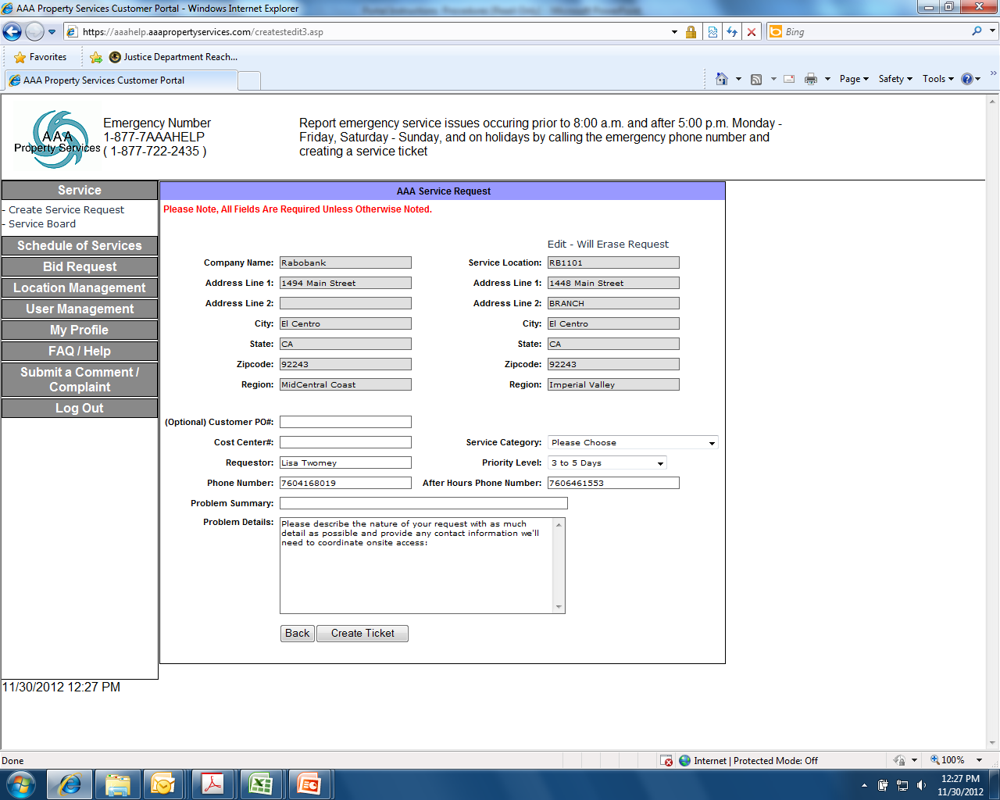 AAA Property Services Customer Portal - Windows Internet Explorer
https://aaahelp.aaapropertyservices.com/createstedit3.asp
Bing
Favorites
Justice Department Reach...
AAA Property Services Customer Portal
Page
Safety
Tools
AAA
Property Services
Emergency Number
1-877-7AAAHELP
( 1-877-722-2435 )
Report emergency service issues occuring prior to 8:00 a.m. and after 5:00 p.m. Monday -
Friday, Saturday - Sunday, and on holidays by calling the emergency phone number and
creating a service ticket
Service
- Create Service Request
- Service Board
Schedule of Services
Bid Request
Location Management
User Management
My Profile
FAQ / Help
Submit a Comment /
Complaint
Log Out
11/30/2012 12:27 PM
AAA Service Request
Please Note, All Fields Are Required Unless Otherwise Noted.
Edit - Will Erase Request
Company Name: Rabobank
Service Location: RB1101
Address Line 1: 1494 Main Street
Address Line 1: 1448 Main Street
Address Line 2:
Address Line 2: BRANCH
City: El Centro
City: El Centro
State: CA
State: CA
Zipcode: 92243
Zipcode: 92243
Region: MidCentral Coast
Region: Imperial Valley
(Optional) Customer PO#:
Cost Center#:
Service Category: Please Choose
Requestor: Lisa Twomey
Priority Level: 3 to 5 Days
Phone Number: 7604168019
After Hours Phone Number: 7606461553
Problem Summary:
Problem Details: Please describe the nature of your request with as much
detail as possible and provide any contact information we'll
need to coordinate onsite access:
Back
Create Ticket
Done
Internet | Protected Mode: Off
100%
12:27 PM
11/30/2012